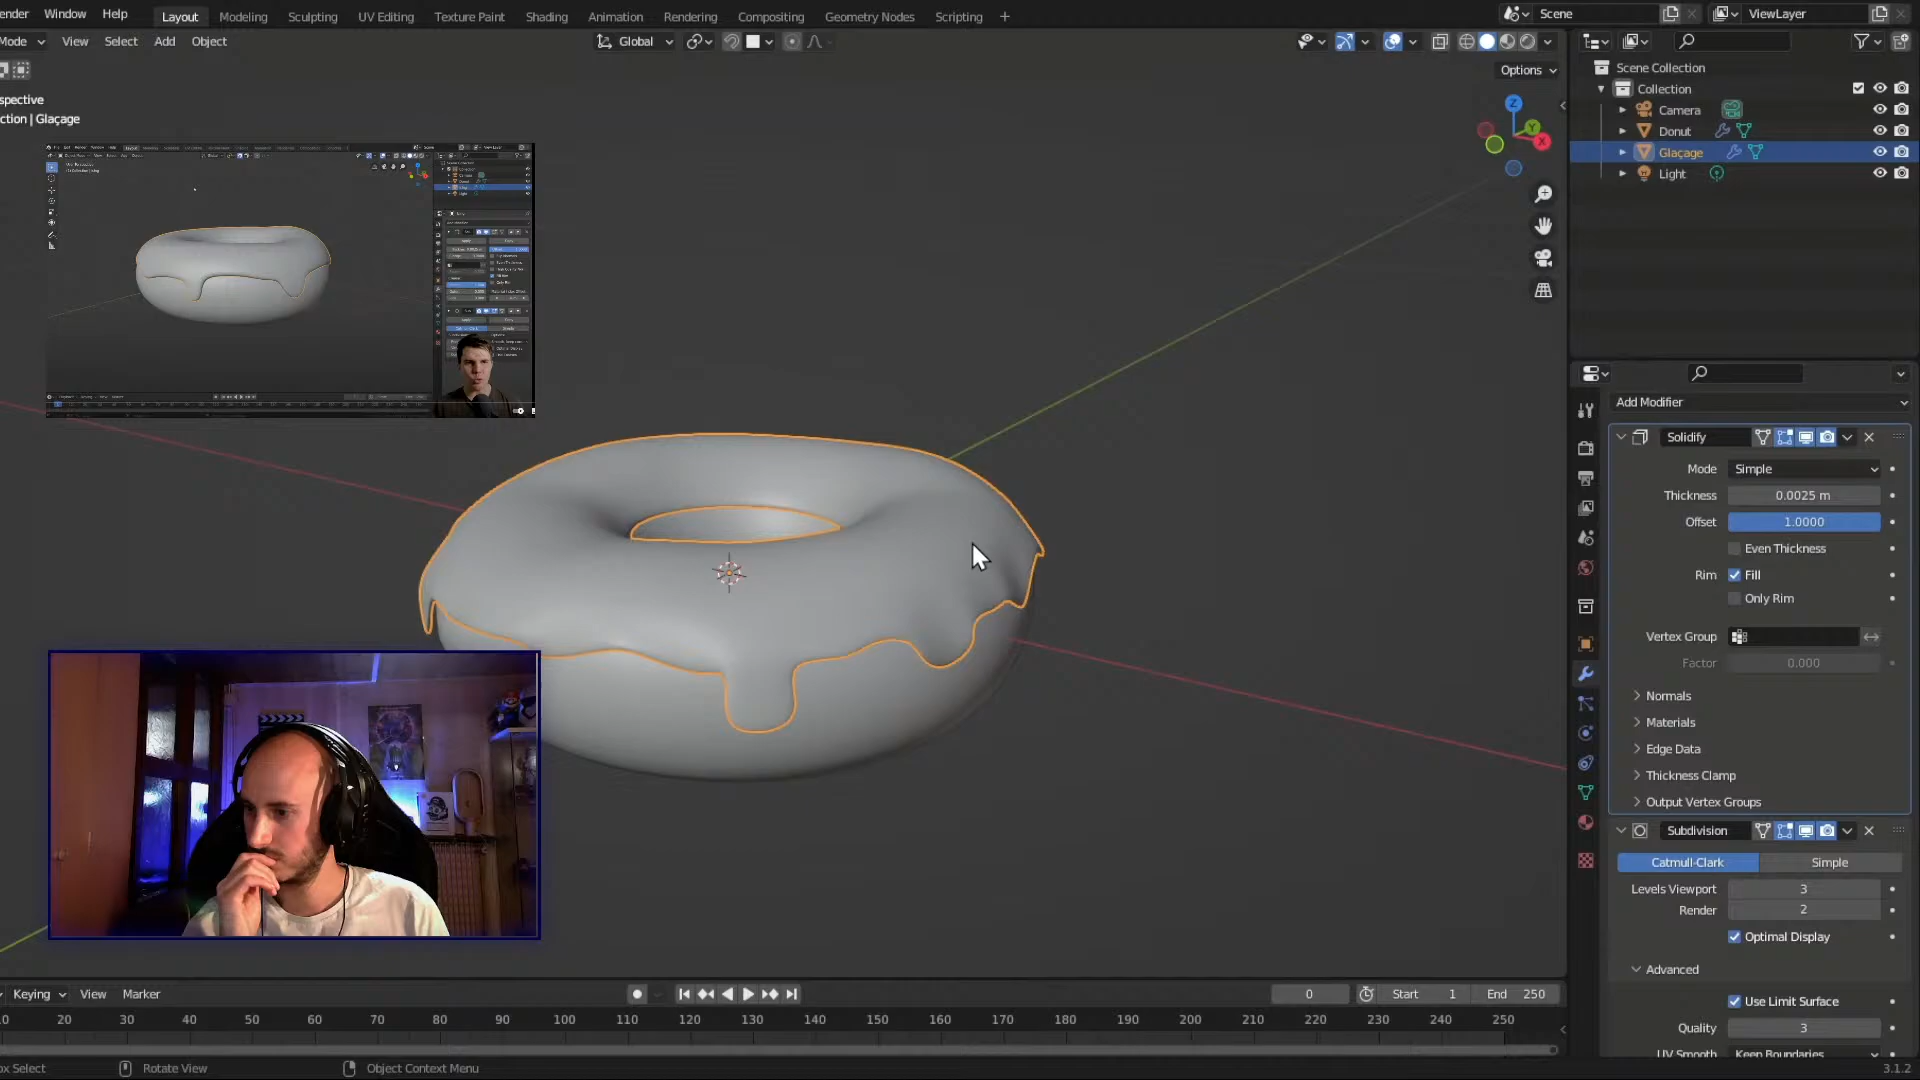 ender Window Help Layout Modeling Sculpting UV Editing Texture Paint Shading Animation Rendering Compositing Geometry Nodes Scripting + Scene ViewLayer
Mode View Select Add Object Global
Options
spective
ction | Glaçage
Z
Y
X
Scene Collection
Collection
Camera
Donut
Glaçage
Light
Add Modifier
Solidify
Mode Simple
Thickness 0.0025 m
Offset 1.0000
Even Thickness
Rim Fill
Only Rim
Vertex Group
Factor 0.000
Normals
Materials
Edge Data
Thickness Clamp
Output Vertex Groups
Subdivision
Catmull-Clark Simple
Levels Viewport 3
Render 2
Optimal Display
Advanced
Use Limit Surface
Quality 3
UV Smooth Keep Boundaries
Keying View Marker 0 Start 1 End 250
10 20 30 40 50 60 70 80 90 100 110 120 130 140 150 160 170 180 190 200 210 220 230 240 250
ox Select Rotate View Object Context Menu 3.1.2